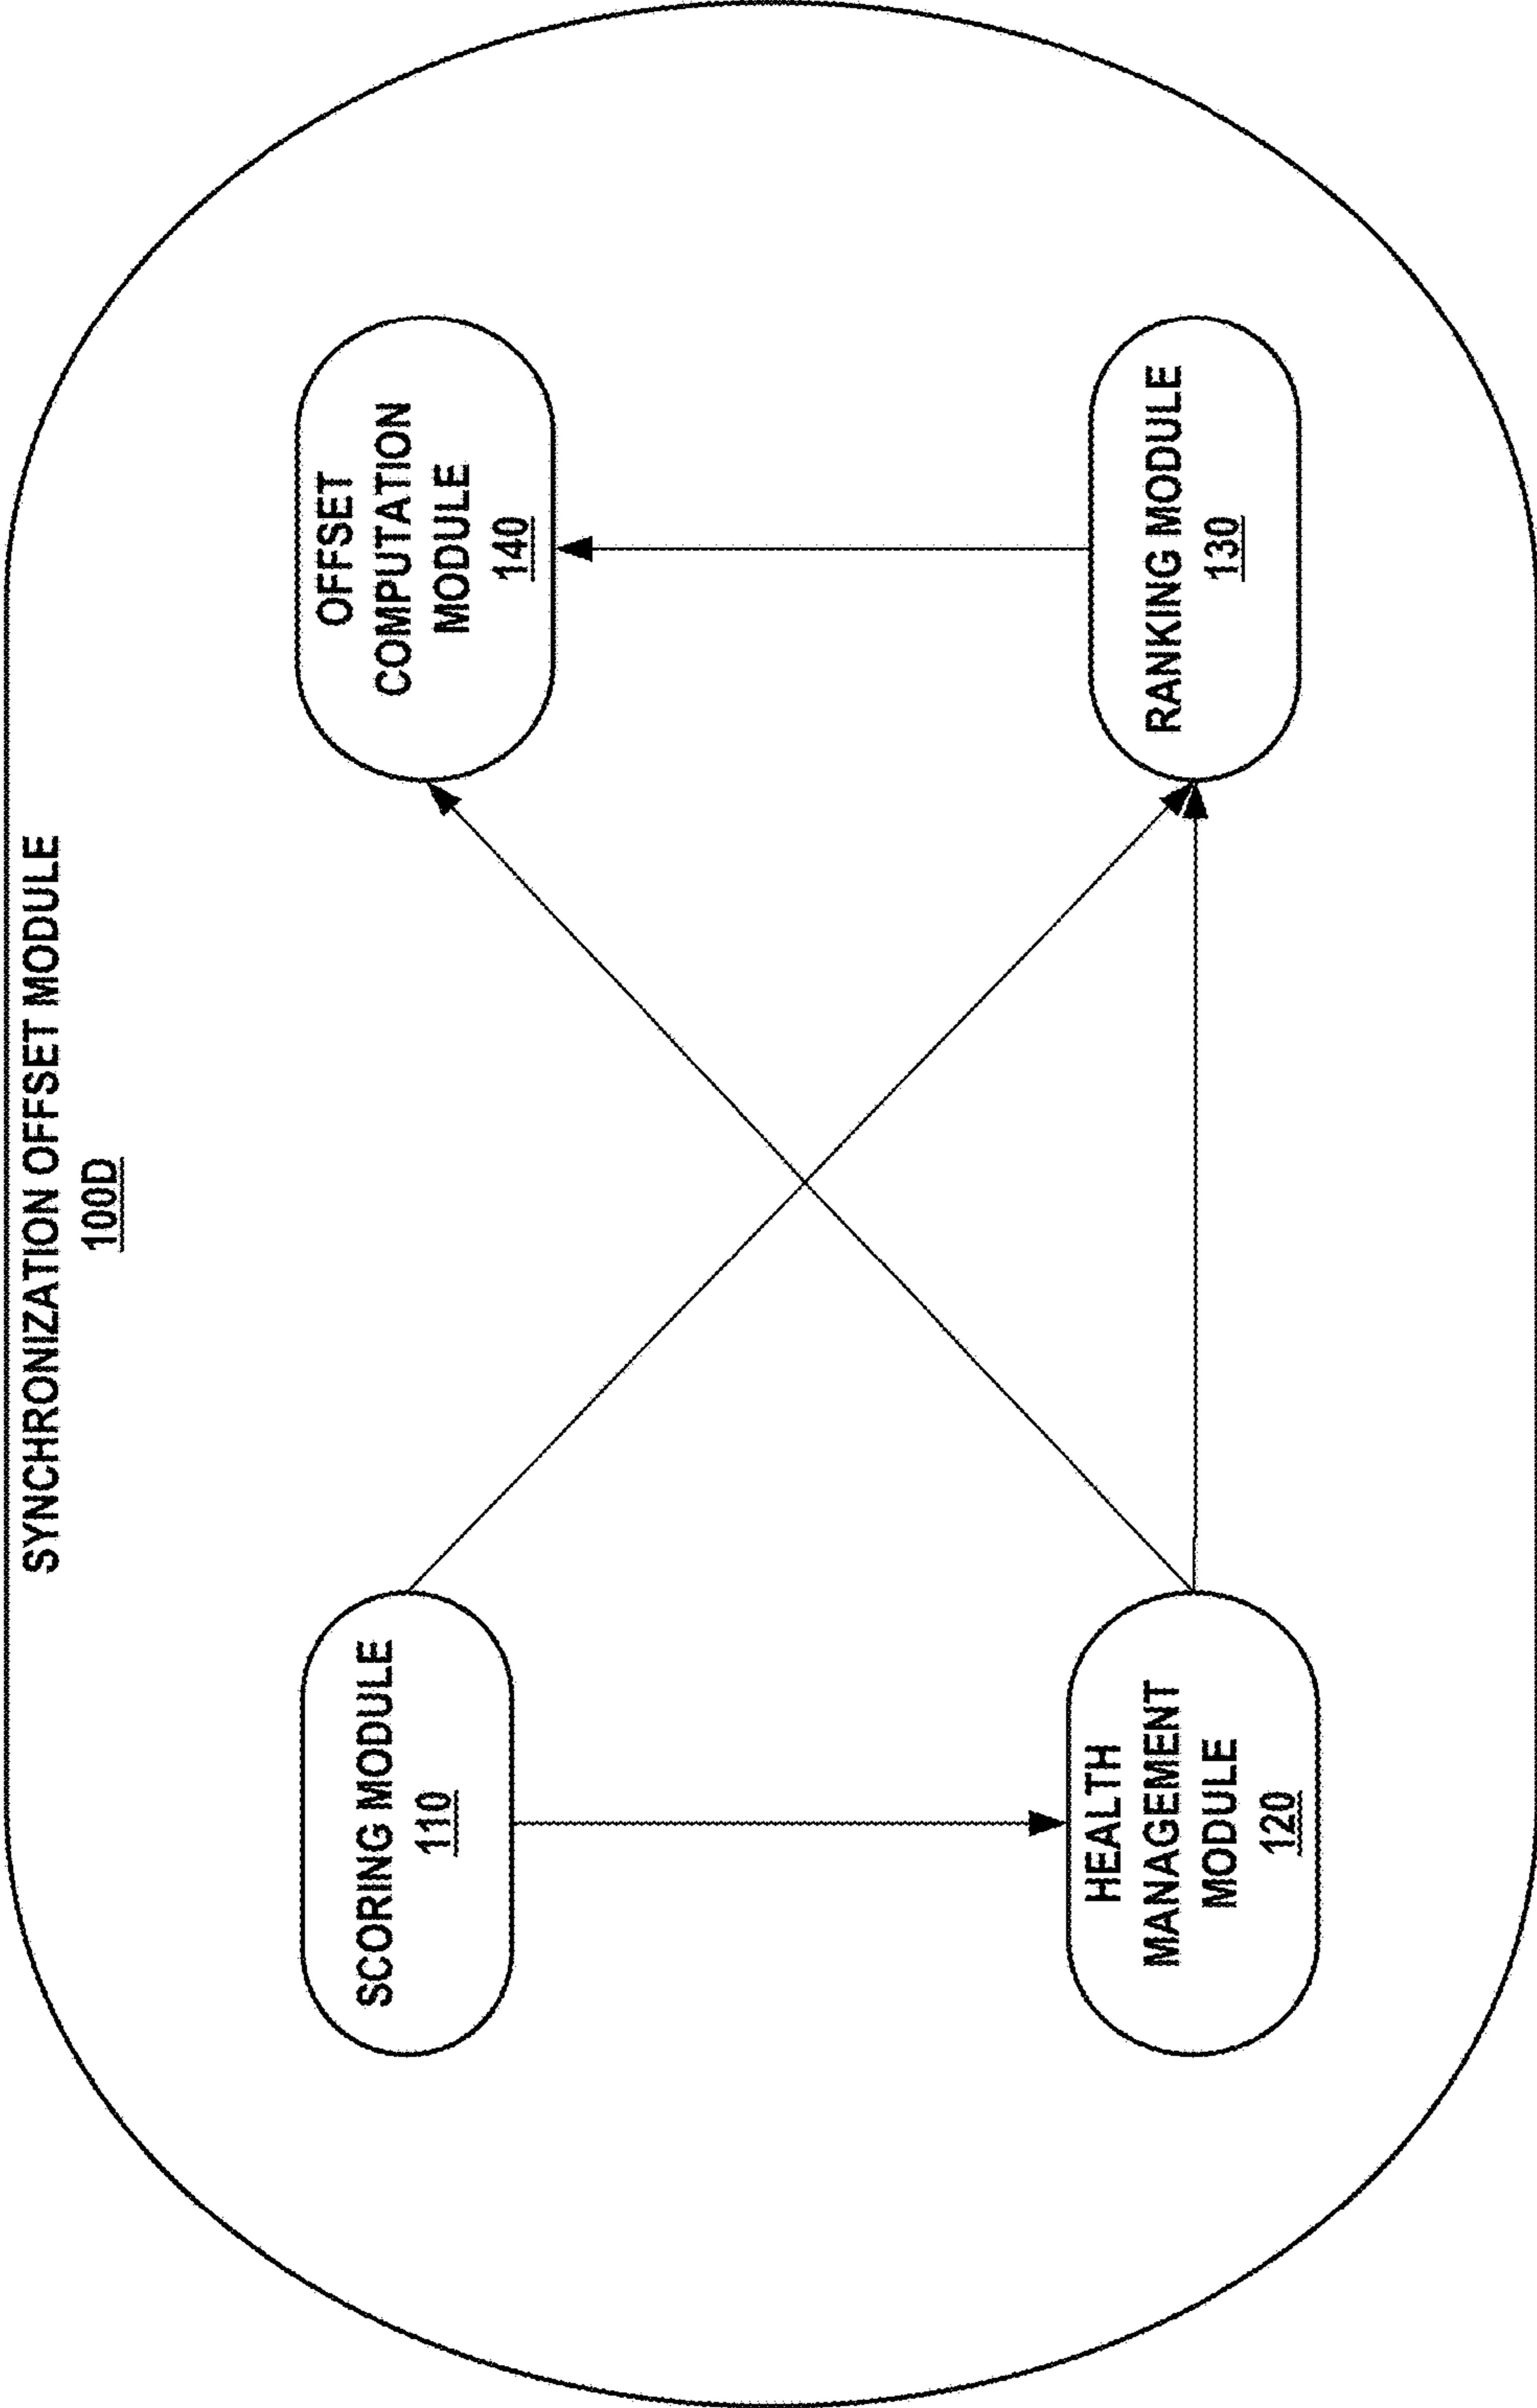 SYNCHRONIZATION OFFSET MODULE
100D
SCORING MODULE
110
OFFSET
COMPUTATION
MODULE
140
HEALTH
MANAGEMENT
MODULE
120
RANKING MODULE
130